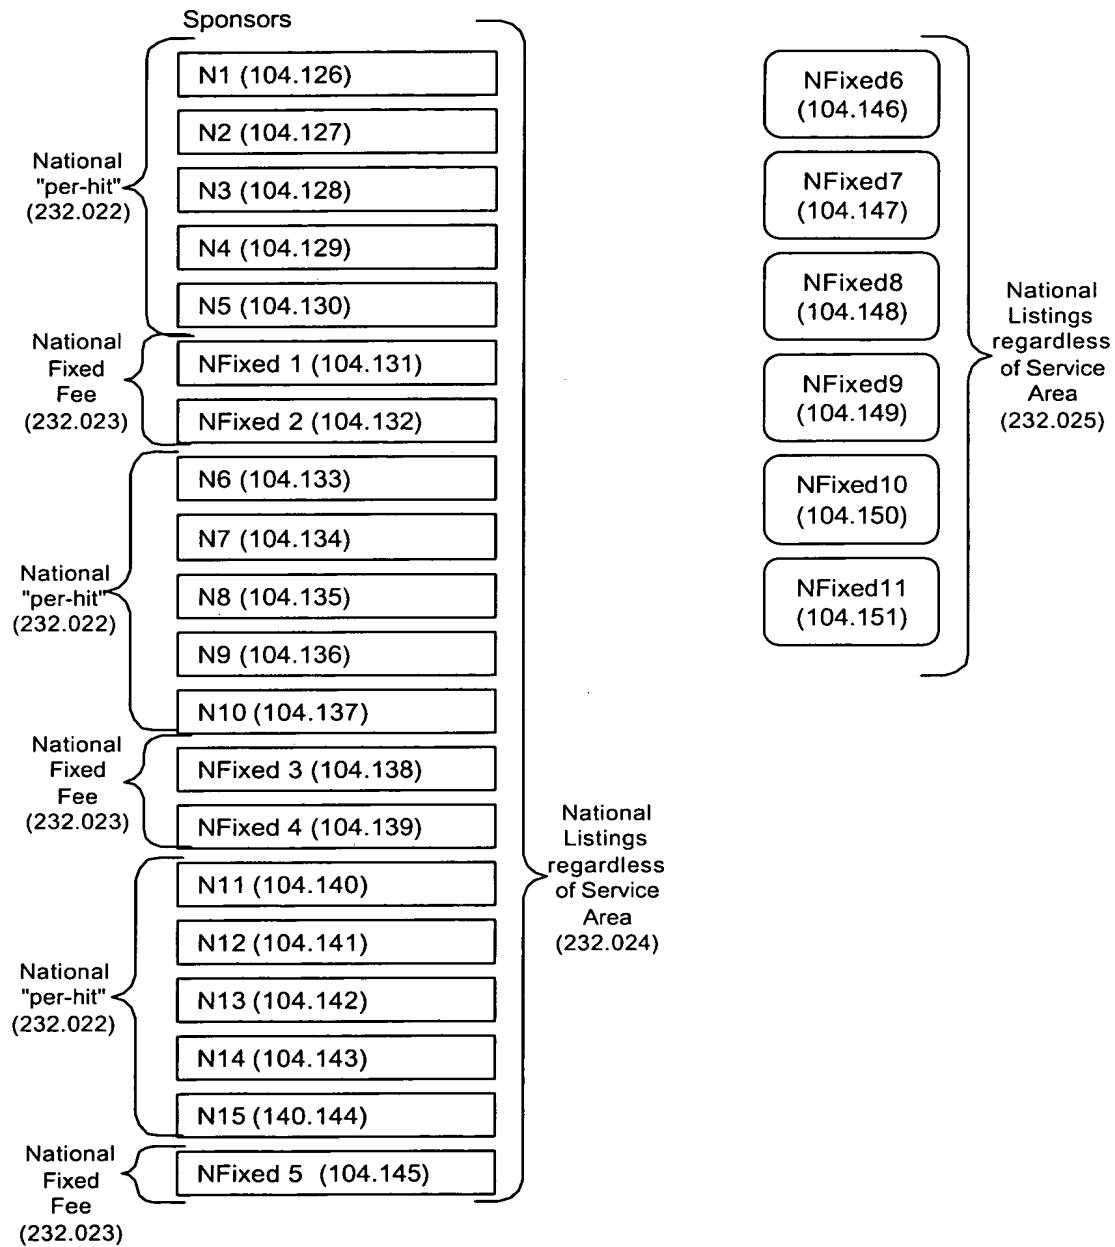 Sponsors
N1 (104.126)
N2 (104.127)
N3 (104.128)
N4 (104.129)
N5 (104.130)
National
"per-hit"
(232.022)
NFixed 1 (104.131)
NFixed 2 (104.132)
National
Fixed
Fee
(232.023)
N6 (104.133)
N7 (104.134)
N8 (104.135)
N9 (104.136)
N10 (104.137)
National
"per-hit"
(232.022)
NFixed 3 (104.138)
NFixed 4 (104.139)
National
Fixed
Fee
(232.023)
N11 (104.140)
N12 (104.141)
N13 (104.142)
N14 (104.143)
N15 (140.144)
National
"per-hit"
(232.022)
NFixed 5 (104.145)
National
Fixed
Fee
(232.023)
National
Listings
regardless
of Service
Area
(232.024)
NFixed6
(104.146)
NFixed7
(104.147)
NFixed8
(104.148)
NFixed9
(104.149)
NFixed10
(104.150)
NFixed11
(104.151)
National
Listings
regardless
of Service
Area
(232.025)